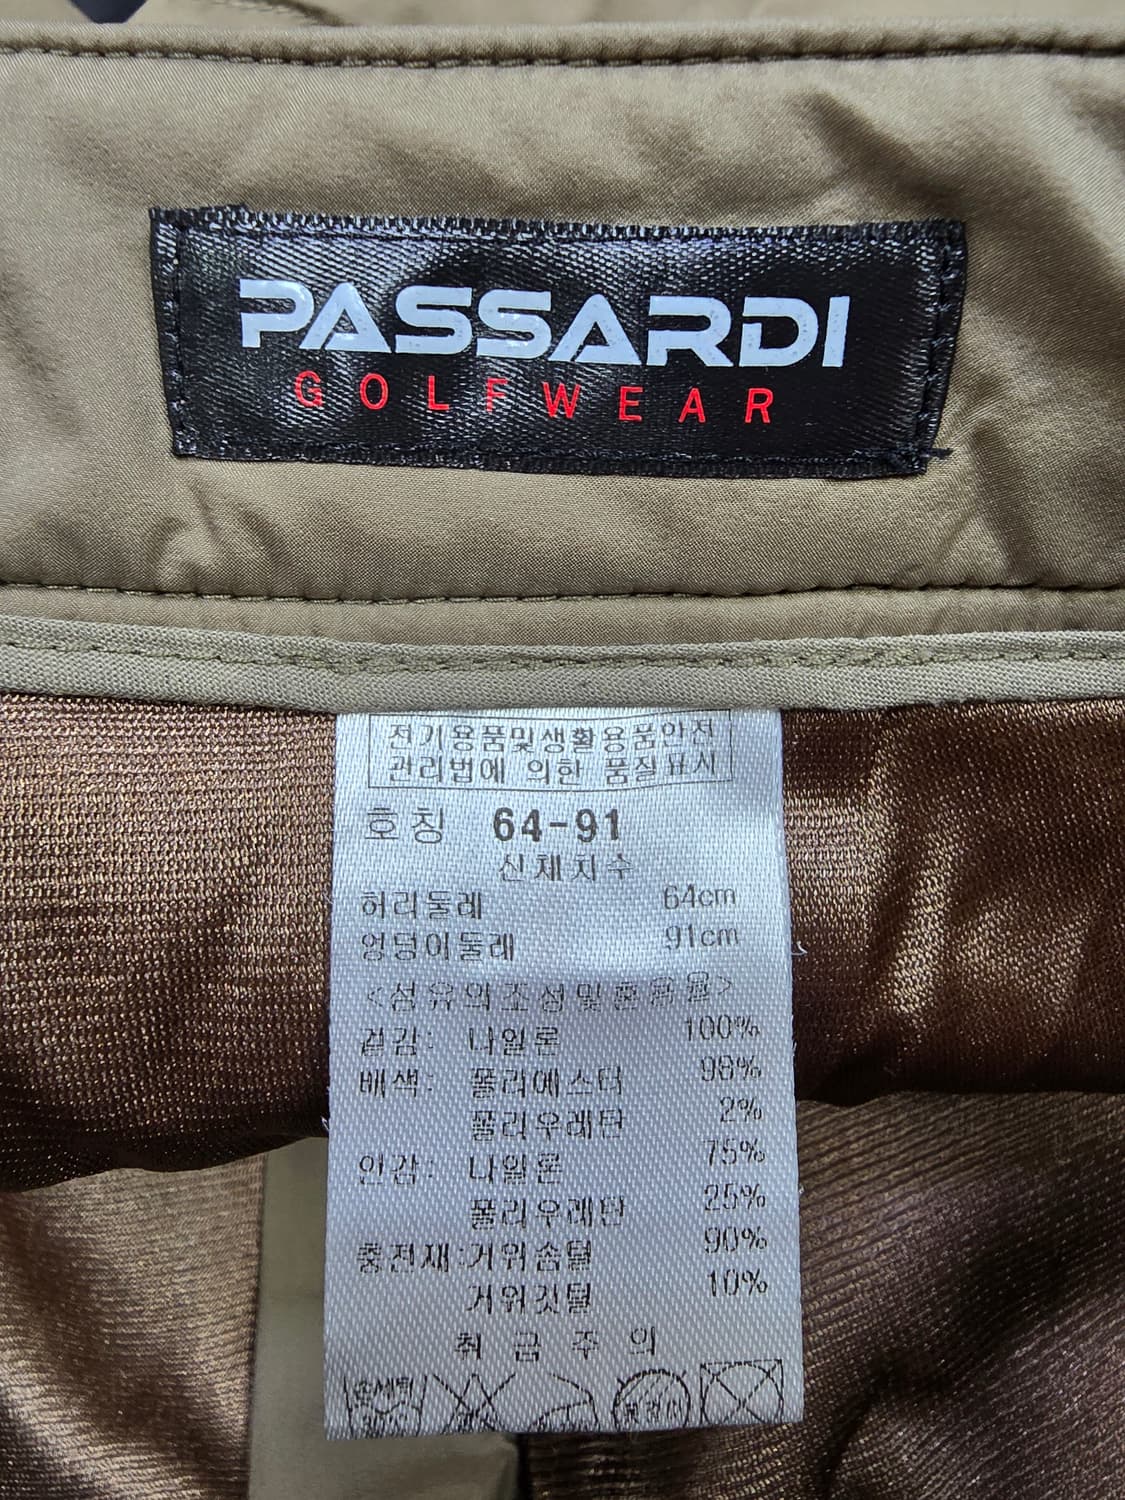 PASSARDI
GOLFWEAR
전기용품및생활용품안전
관리법에 의한 품질표시
호칭 64-91
신체치수
허리둘레 64cm
엉덩이둘레 91cm
<섬유의조성및혼용율>
겉감: 나일론 100%
배색: 폴리에스터 98%
폴리우레탄 2%
안감: 나일론 75%
폴리우레탄 25%
충전재:거위솜털 90%
거위깃털 10%
취급주의